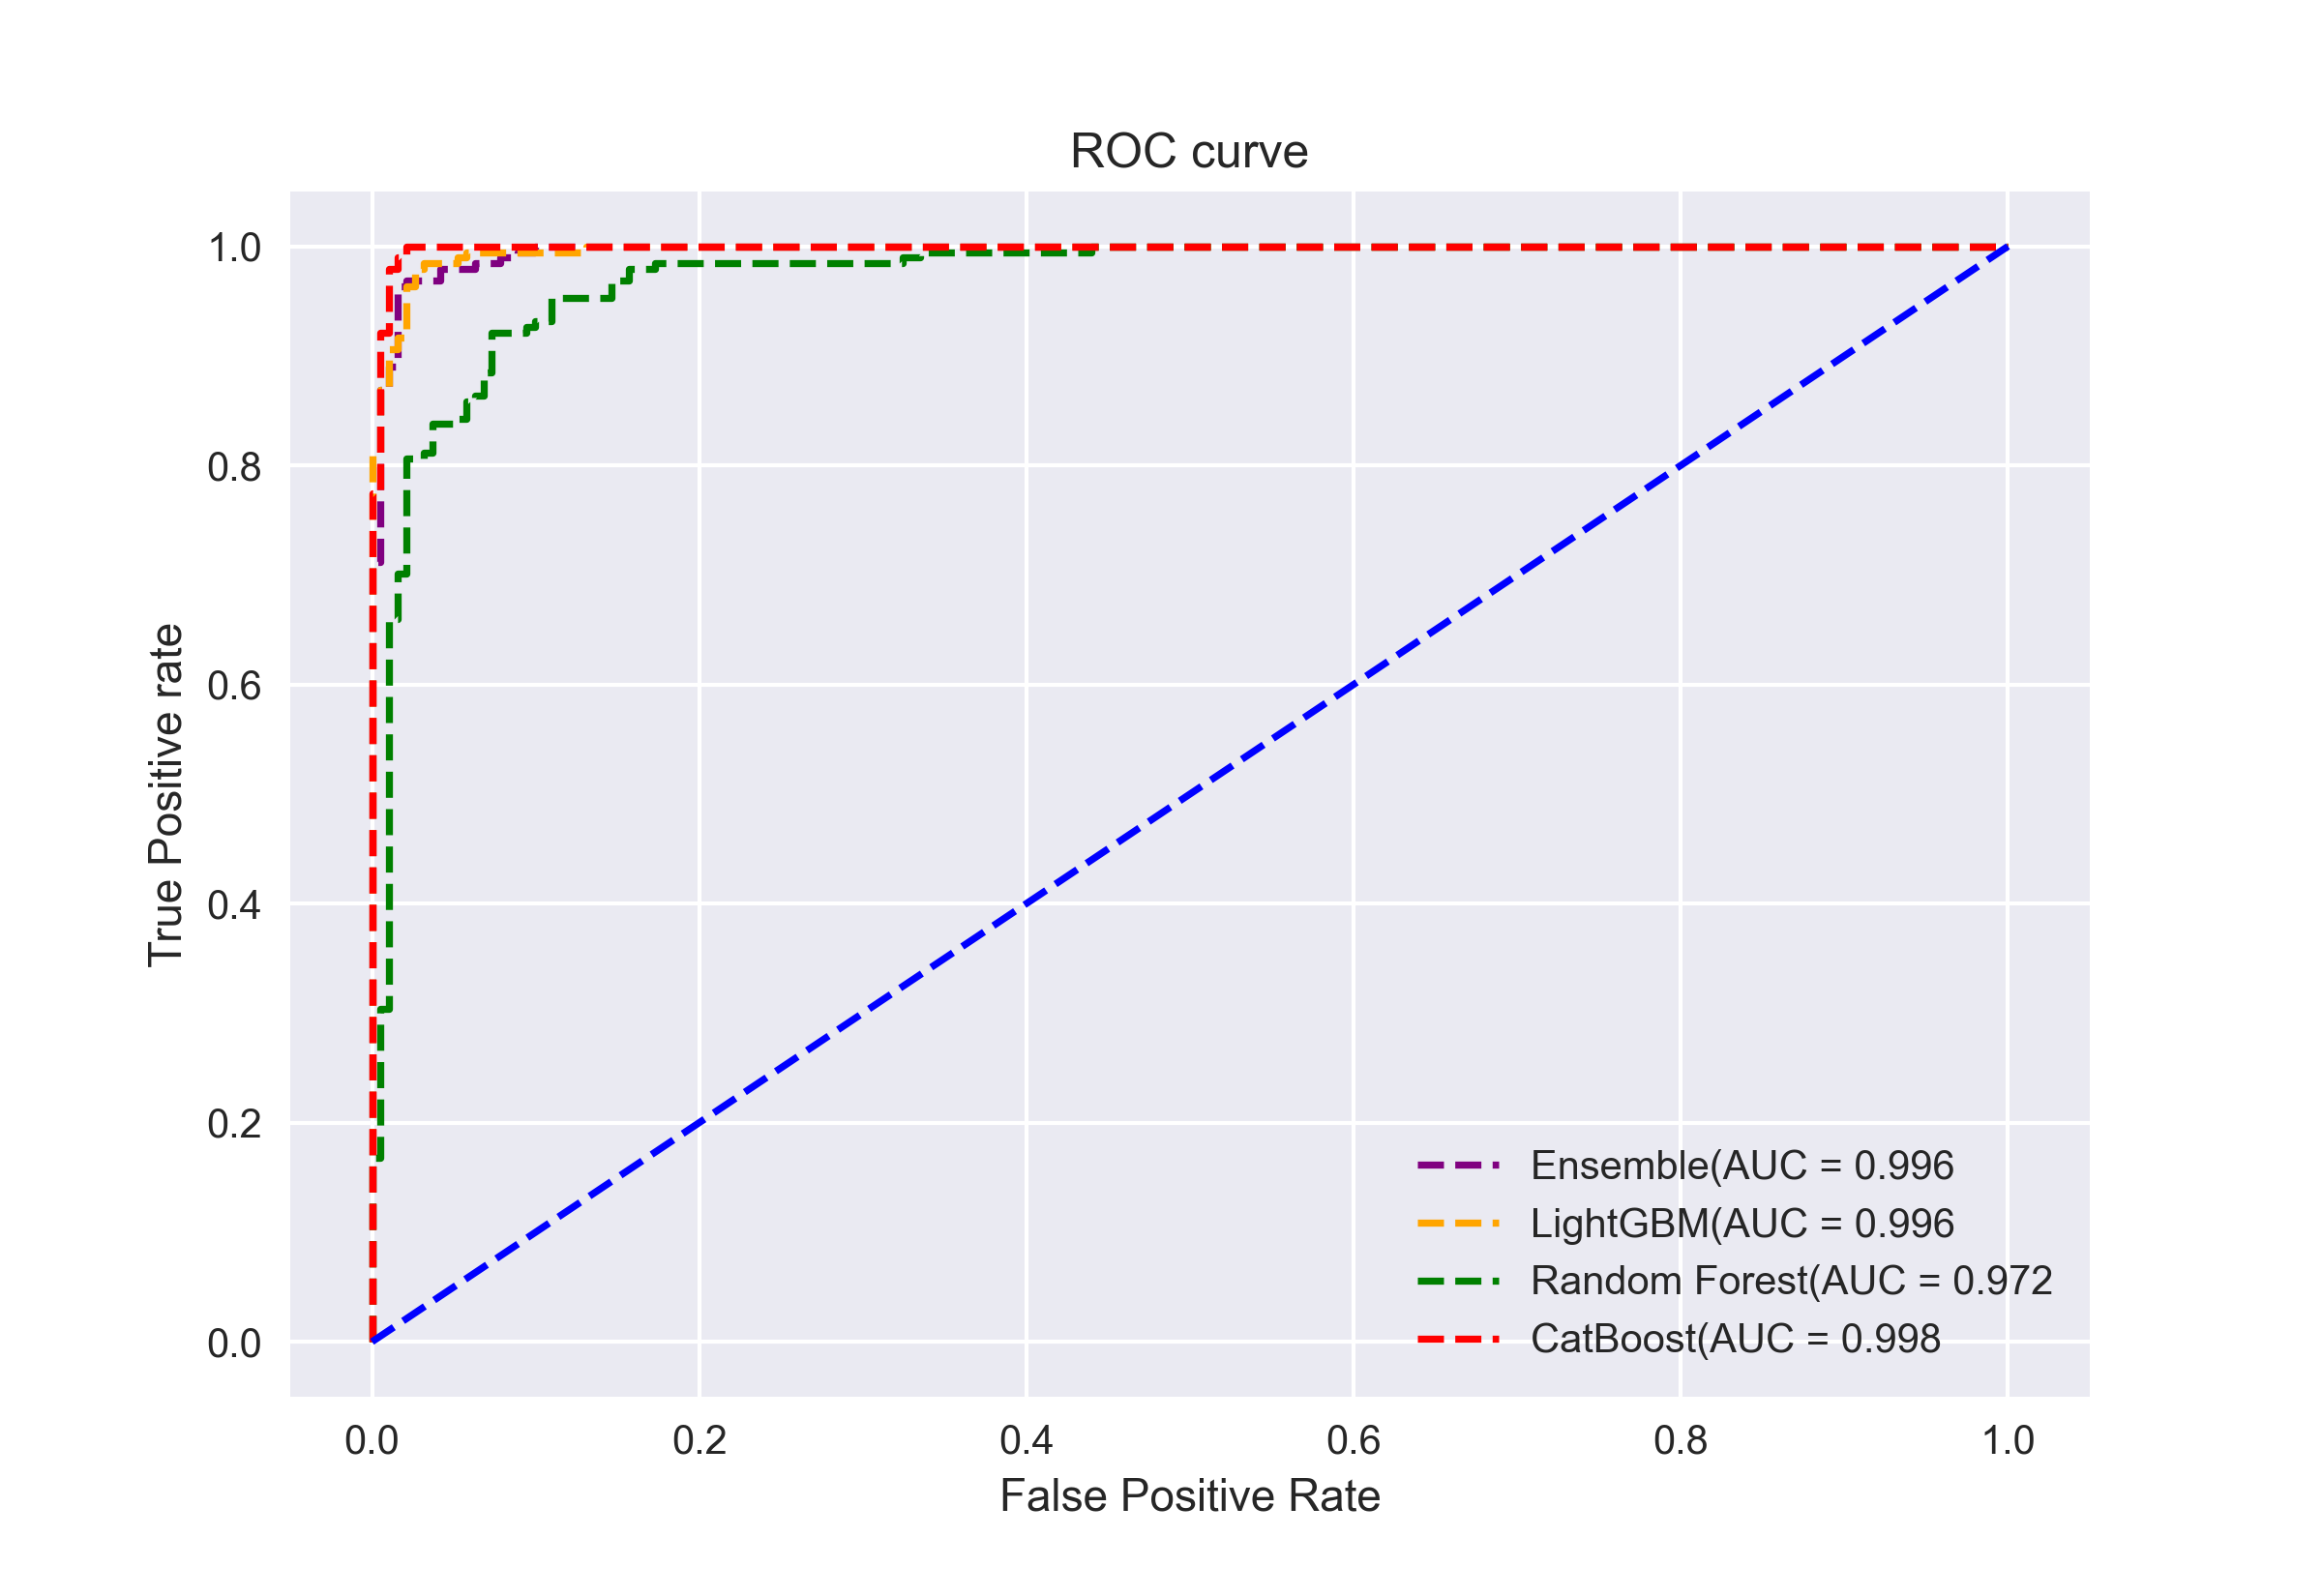 ROC curve
1.0
0.8
0.6
0.4
0.2
0.0
True Positive rate
Ensemble(AUC = 0.996
LightGBM(AUC = 0.996
Random Forest(AUC = 0.972
CatBoost(AUC = 0.998
0.0 0.2 0.4 0.6 0.8 1.0
False Positive Rate